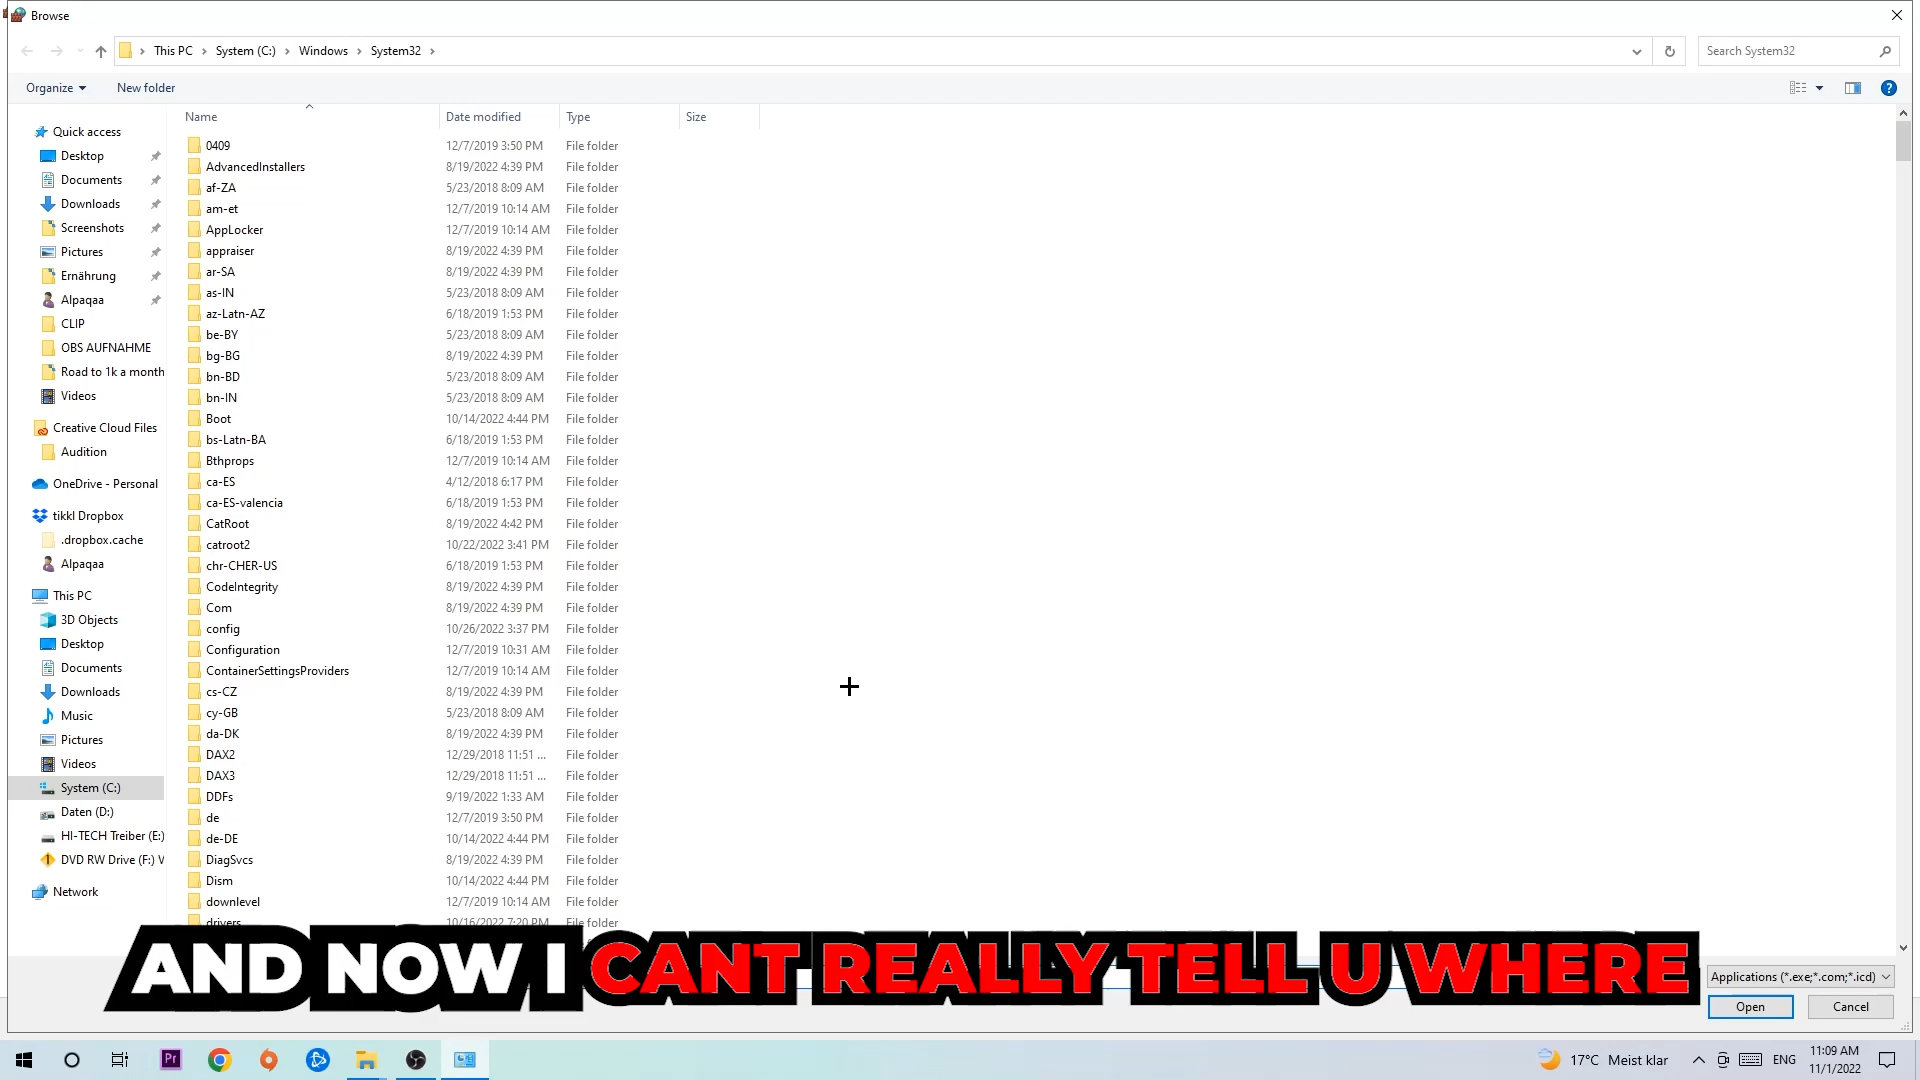 Browse
This PC > System (C:) > Windows > System32 >
Search System32
Organize
New folder
Name Date modified Type Size
Quick access
Desktop
Documents
Downloads
Screenshots
Pictures
Ernährung
Alpaqaa
CLIP
OBS AUFNAHME
Road to 1k a month
Videos
Creative Cloud Files
Audition
OneDrive - Personal
tikkl Dropbox
.dropbox.cache
Alpaqaa
This PC
3D Objects
Desktop
Documents
Downloads
Music
Pictures
Videos
System (C:)
Daten (D:)
HI-TECH Treiber (E:)
DVD RW Drive (F:) V
Network
0409 12/7/2019 3:50 PM File folder
AdvancedInstallers 8/19/2022 4:39 PM File folder
af-ZA 5/23/2018 8:09 AM File folder
am-et 12/7/2019 10:14 AM File folder
AppLocker 12/7/2019 10:14 AM File folder
appraiser 8/19/2022 4:39 PM File folder
ar-SA 8/19/2022 4:39 PM File folder
as-IN 5/23/2018 8:09 AM File folder
az-Latn-AZ 6/18/2019 1:53 PM File folder
be-BY 5/23/2018 8:09 AM File folder
bg-BG 8/19/2022 4:39 PM File folder
bn-BD 5/23/2018 8:09 AM File folder
bn-IN 5/23/2018 8:09 AM File folder
Boot 10/14/2022 4:44 PM File folder
bs-Latn-BA 6/18/2019 1:53 PM File folder
Bthprops 12/7/2019 10:14 AM File folder
ca-ES 4/12/2018 6:17 PM File folder
ca-ES-valencia 6/18/2019 1:53 PM File folder
CatRoot 8/19/2022 4:42 PM File folder
catroot2 10/22/2022 3:41 PM File folder
chr-CHER-US 6/18/2019 1:53 PM File folder
CodeIntegrity 8/19/2022 4:39 PM File folder
Com 8/19/2022 4:39 PM File folder
config 10/26/2022 3:37 PM File folder
Configuration 12/7/2019 10:31 AM File folder
ContainerSettingsProviders 12/7/2019 10:14 AM File folder
cs-CZ 8/19/2022 4:39 PM File folder
cy-GB 5/23/2018 8:09 AM File folder
da-DK 8/19/2022 4:39 PM File folder
DAX2 12/29/2018 11:51 ... File folder
DAX3 12/29/2018 11:51 ... File folder
DDFs 9/19/2022 1:33 AM File folder
de 12/7/2019 3:50 PM File folder
de-DE 10/14/2022 4:44 PM File folder
DiagSvcs 8/19/2022 4:39 PM File folder
Dism 10/14/2022 4:44 PM File folder
downlevel 12/7/2019 10:14 AM File folder
drivers 10/16/2022 7:20 PM File folder
AND NOW I CANT REALLY TELL U WHERE
Applications (*.exe;*.com;*.icd)
Open
Cancel
Pr
17°C Meist klar
ENG
11:09 AM
11/1/2022